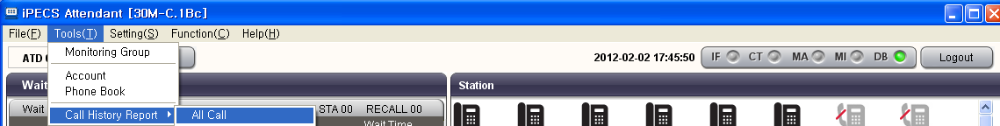 iPECS Attendant [30M-C.1Bc]
File(F) Tools(T) Setting(S) Function(C) Help(H)
Monitoring Group
ATD 2012-02-02 17:45:50 IF CT MA MI DB Logout
Account
Wait Station
Phone Book
Wait STA 00 RECALL 00
Call History Report All Call
Wait Time